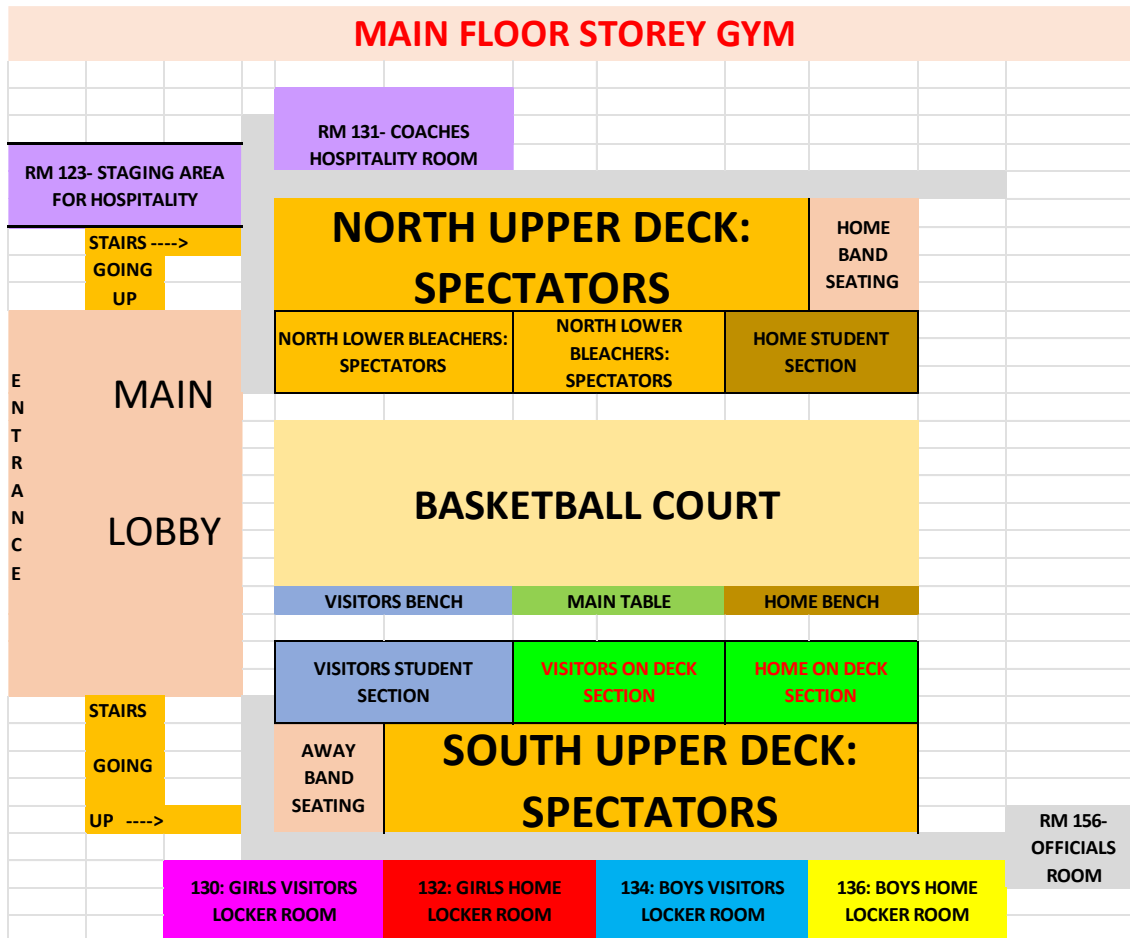 MAIN FLOOR STOREY GYM
RM 131- COACHES
HOSPITALITY ROOM
RM 123- STAGING AREA
FOR HOSPITALITY
NORTH UPPER DECK:
SPECTATORS
HOME
BAND
SEATING
STAIRS ---->
GOING
UP
NORTH LOWER BLEACHERS:
SPECTATORS
NORTH LOWER
BLEACHERS:
SPECTATORS
HOME STUDENT
SECTION
ENTRANCE
MAIN
LOBBY
BASKETBALL COURT
VISITORS BENCH
MAIN TABLE
HOME BENCH
VISITORS STUDENT
SECTION
VISITORS ON DECK
SECTION
HOME ON DECK
SECTION
STAIRS
GOING
UP ---->
AWAY
BAND
SEATING
SOUTH UPPER DECK:
SPECTATORS
RM 156-
OFFICIALS
ROOM
130: GIRLS VISITORS
LOCKER ROOM
132: GIRLS HOME
LOCKER ROOM
134: BOYS VISITORS
LOCKER ROOM
136: BOYS HOME
LOCKER ROOM